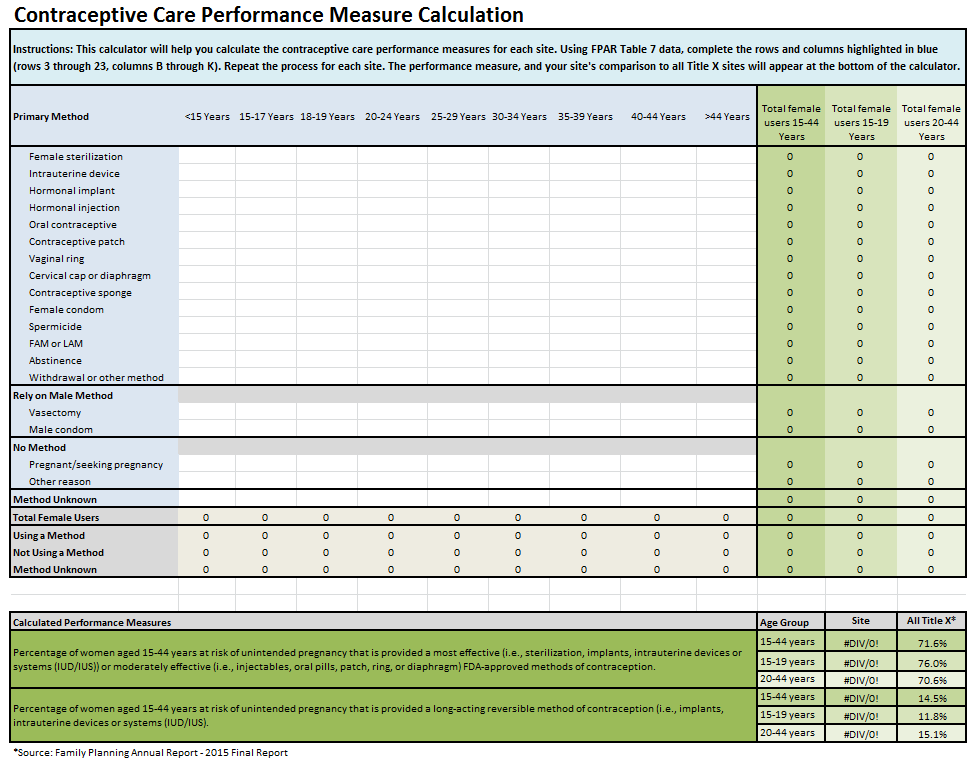 Contraceptive Care Performance Measure Calculation
Instructions: This calculator will help you calculate the contraceptive care performance measures for each site. Using FPAR Table 7 data, complete the rows and columns highlighted in blue
(rows 3 through 23, columns B through K). Repeat the process for each site. The performance measure, and your site's comparison to all Title X sites will appear at the bottom of the calculator.
Primary Method <15 Years 15-17 Years 18-19 Years 20-24 Years 25-29 Years 30-34 Years 35-39 Years 40-44 Years >44 Years Total female users 15-44 Years Total female users 15-19 Years Total female users 20-44 Years
Female sterilization 0 0 0
Intrauterine device 0 0 0
Hormonal implant 0 0 0
Hormonal injection 0 0 0
Oral contraceptive 0 0 0
Contraceptive patch 0 0 0
Vaginal ring 0 0 0
Cervical cap or diaphragm 0 0 0
Contraceptive sponge 0 0 0
Female condom 0 0 0
Spermicide 0 0 0
FAM or LAM 0 0 0
Abstinence 0 0 0
Withdrawal or other method 0 0 0
Rely on Male Method
Vasectomy 0 0 0
Male condom 0 0 0
No Method
Pregnant/seeking pregnancy 0 0 0
Other reason 0 0 0
Method Unknown 0 0 0
Total Female Users 0 0 0 0 0 0 0 0 0 0 0 0
Using a Method 0 0 0 0 0 0 0 0 0 0 0 0
Not Using a Method 0 0 0 0 0 0 0 0 0 0 0 0
Method Unknown 0 0 0 0 0 0 0 0 0 0 0 0
Calculated Performance Measures Age Group Site All Title X*
Percentage of women aged 15-44 years at risk of unintended pregnancy that is provided a most effective (i.e., sterilization, implants, intrauterine devices or
systems (IUD/IUS)) or moderately effective (i.e., injectables, oral pills, patch, ring, or diaphragm) FDA-approved methods of contraception.
15-44 years #DIV/0! 71.6%
15-19 years #DIV/0! 76.0%
20-44 years #DIV/0! 70.6%
Percentage of women aged 15-44 years at risk of unintended pregnancy that is provided a long-acting reversible method of contraception (i.e., implants,
intrauterine devices or systems (IUD/IUS).
15-44 years #DIV/0! 14.5%
15-19 years #DIV/0! 11.8%
20-44 years #DIV/0! 15.1%
*Source: Family Planning Annual Report - 2015 Final Report